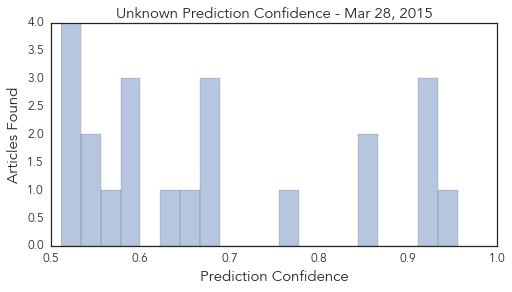 Unknown Prediction Confidence - Mar 28, 2015
4.0
3.5
3.0
2.5
2.0
1.5
1.0
0.5
0.0
Articles Found
0.5 0.6 0.7 0.8 0.9 1.0
Prediction Confidence